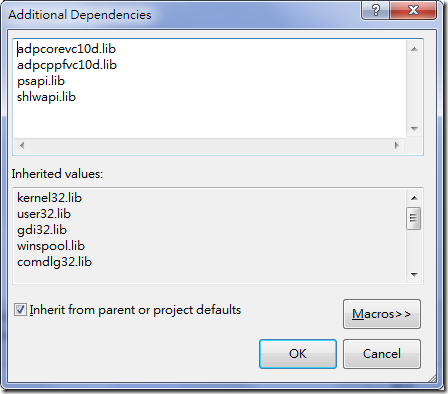 Additional Dependencies
adpcorevc10d.lib
adpcppfvc10d.lib
psapi.lib
shlwapi.lib
Inherited values:
kernel32.lib
user32.lib
gdi32.lib
winspool.lib
comdlg32.lib
Inherit from parent or project defaults
Macros>>
OK
Cancel